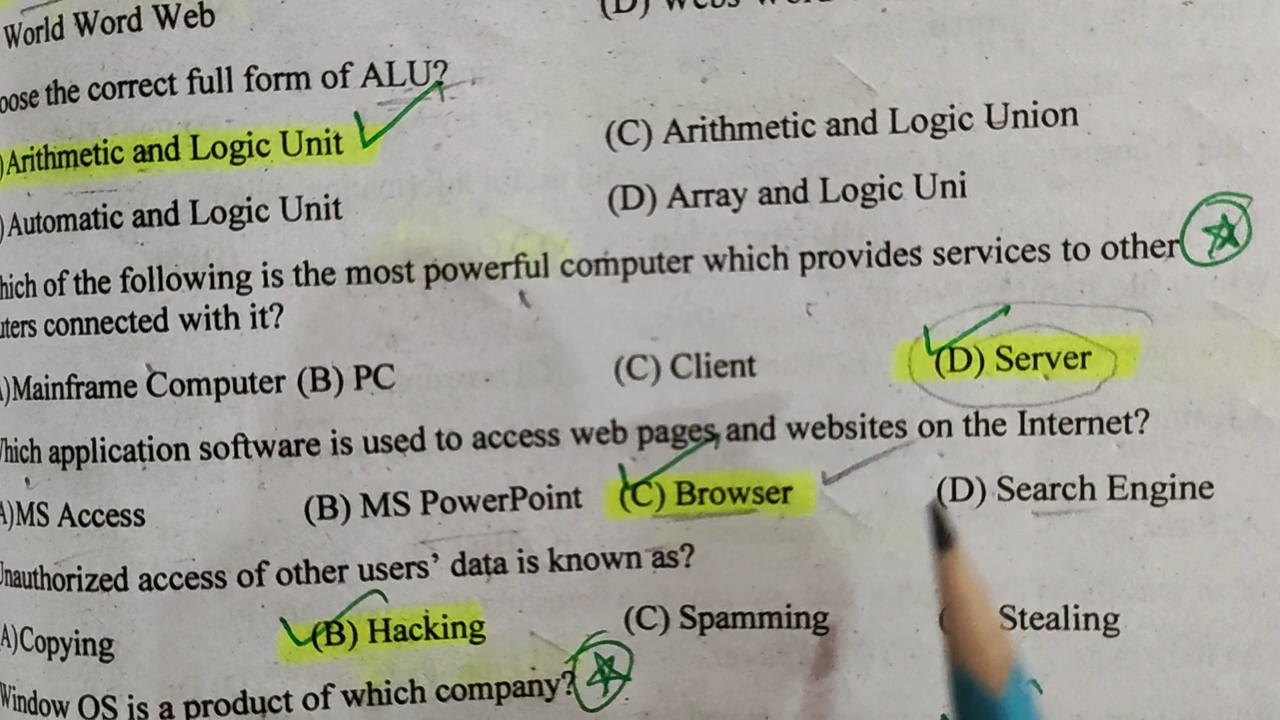 World Word Web
(D) Webs
oose the correct full form of ALU?
)Arithmetic and Logic Unit (C) Arithmetic and Logic Union
)Automatic and Logic Unit (D) Array and Logic Uni
hich of the following is the most powerful computer which provides services to other
uters connected with it?
)Mainframe Computer (B) PC (C) Client (D) Server
hich application software is used to access web pages and websites on the Internet?
A)MS Access (B) MS PowerPoint (C) Browser (D) Search Engine
Unauthorized access of other users' data is known as?
A)Copying (B) Hacking (C) Spamming ( Stealing
Window OS is a product of which company?